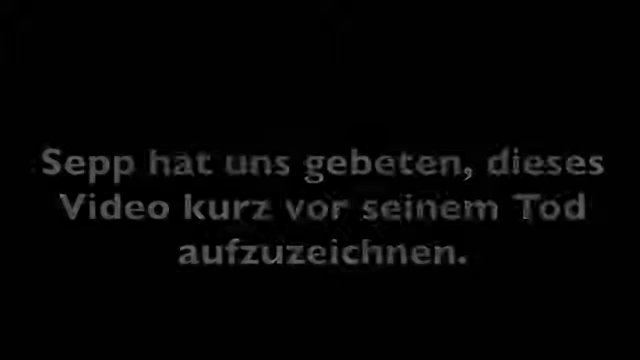 Sepp hat uns gebeten, dieses
Video kurz vor seinem Tod
aufzuzeichnen.